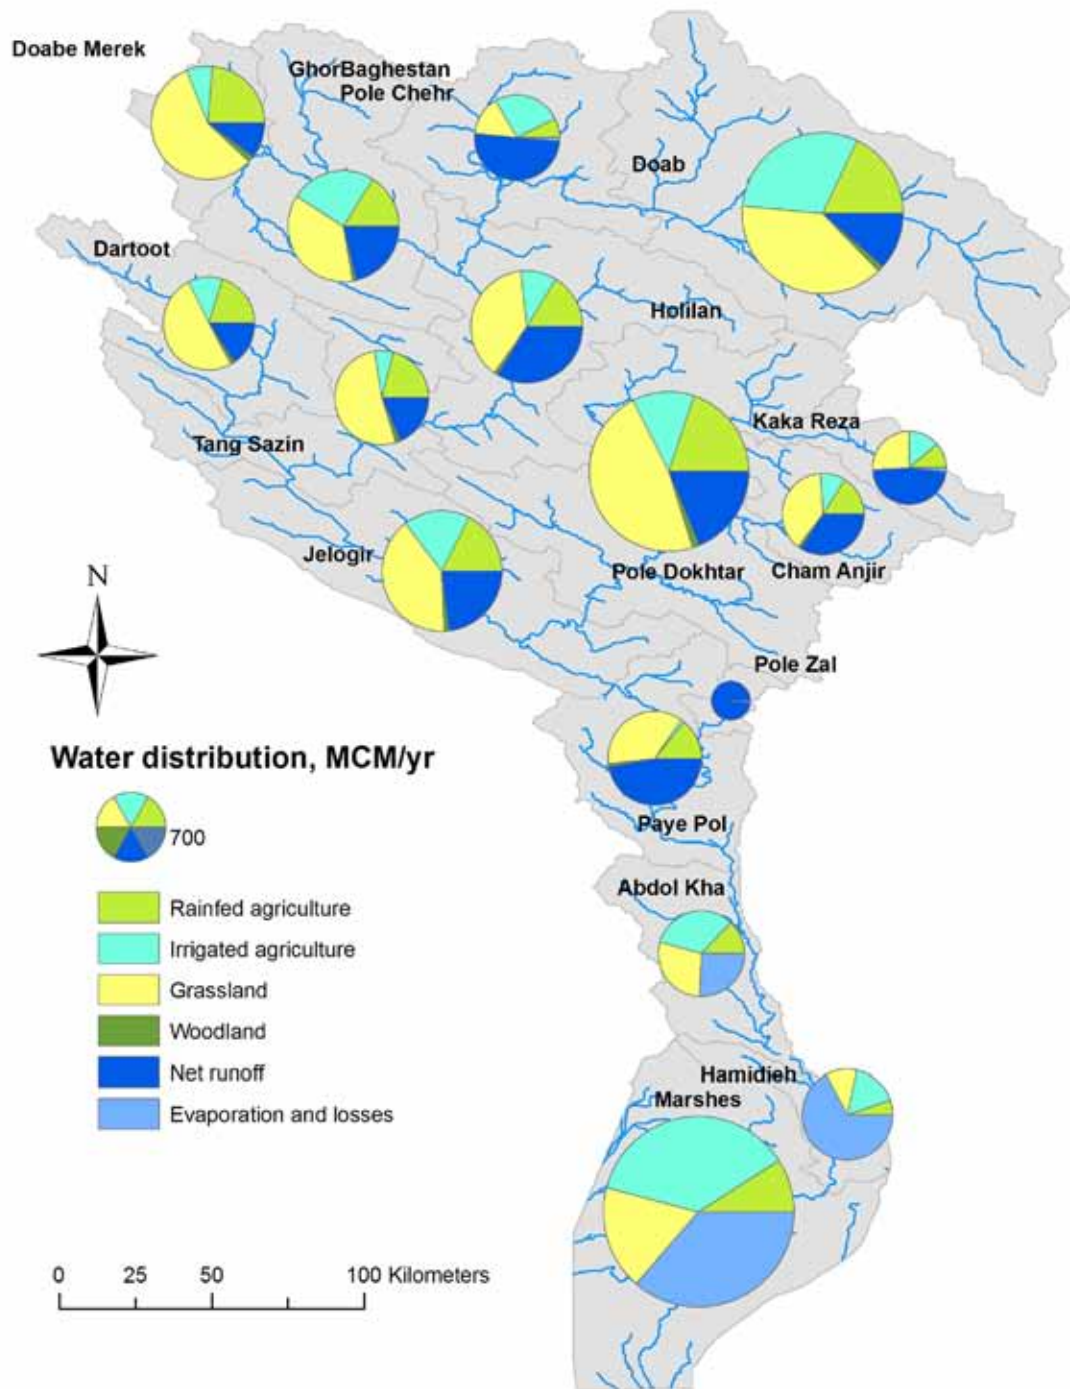 Doabe Merek
GhorBaghestan
Pole Chehr
Doab
Dartoot
Holilan
Kaka Reza
Tang Sazin
Jelogir
Pole Dokhtar
Cham Anjir
N
Pole Zal
Water distribution, MCM/yr
700
Paye Pol
Abdol Kha
Rainfed agriculture
Irrigated agriculture
Grassland
Woodland
Net runoff
Evaporation and losses
Hamidieh
Marshes
0 25 50 100 Kilometers